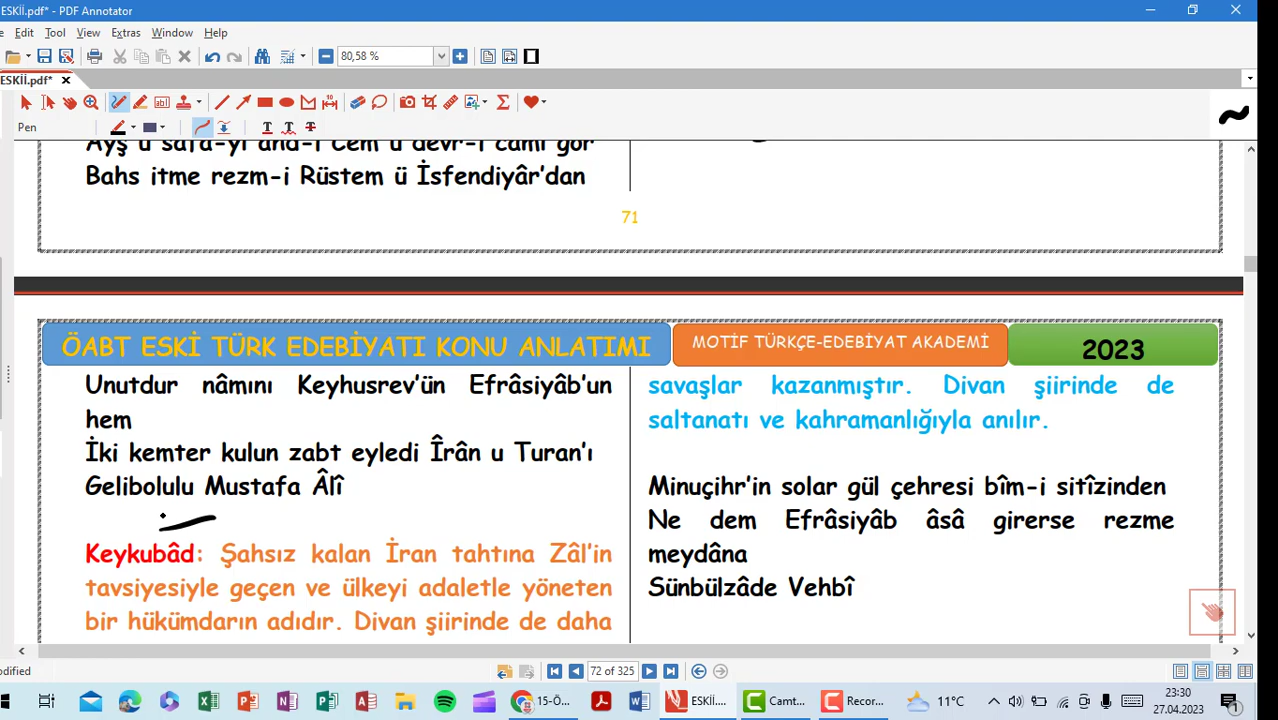 ESKİİ.pdf* - PDF Annotator
Edit Tool View Extras Window Help
80,58 %
ESKİİ.pdf*
Pen
Ayş u safâ-yı
Bahs itme rezm-i Rüstem ü İsfendiyâr’dan
71
ÖABT ESKİ TÜRK EDEBİYATI KONU ANLATIMI
MOTİF TÜRKÇE-EDEBİYAT AKADEMİ
2023
Unutdur nâmını Keyhusrev’ün Efrâsiyâb’un
hem
İki kemter kulun zabt eyledi Îrân u Turan’ı
Gelibolulu Mustafa Âlî
Keykubâd: Şahsız kalan İran tahtına Zâl’in
tavsiyesiyle geçen ve ülkeyi adaletle yöneten
bir hükümdarın adıdır. Divan şiirinde de daha
savaşlar kazanmıştır. Divan şiirinde de
saltanatı ve kahramanlığıyla anılır.
Minuçihr’in solar gül çehresi bîm-i sitîzinden
Ne dem Efrâsiyâb âsâ girerse rezme
meydâna
Sünbülzâde Vehbî
odified
72 of 325
15-Ö...
ESKİİ....
Camt...
Recor...
11°C
23:30
27.04.2023